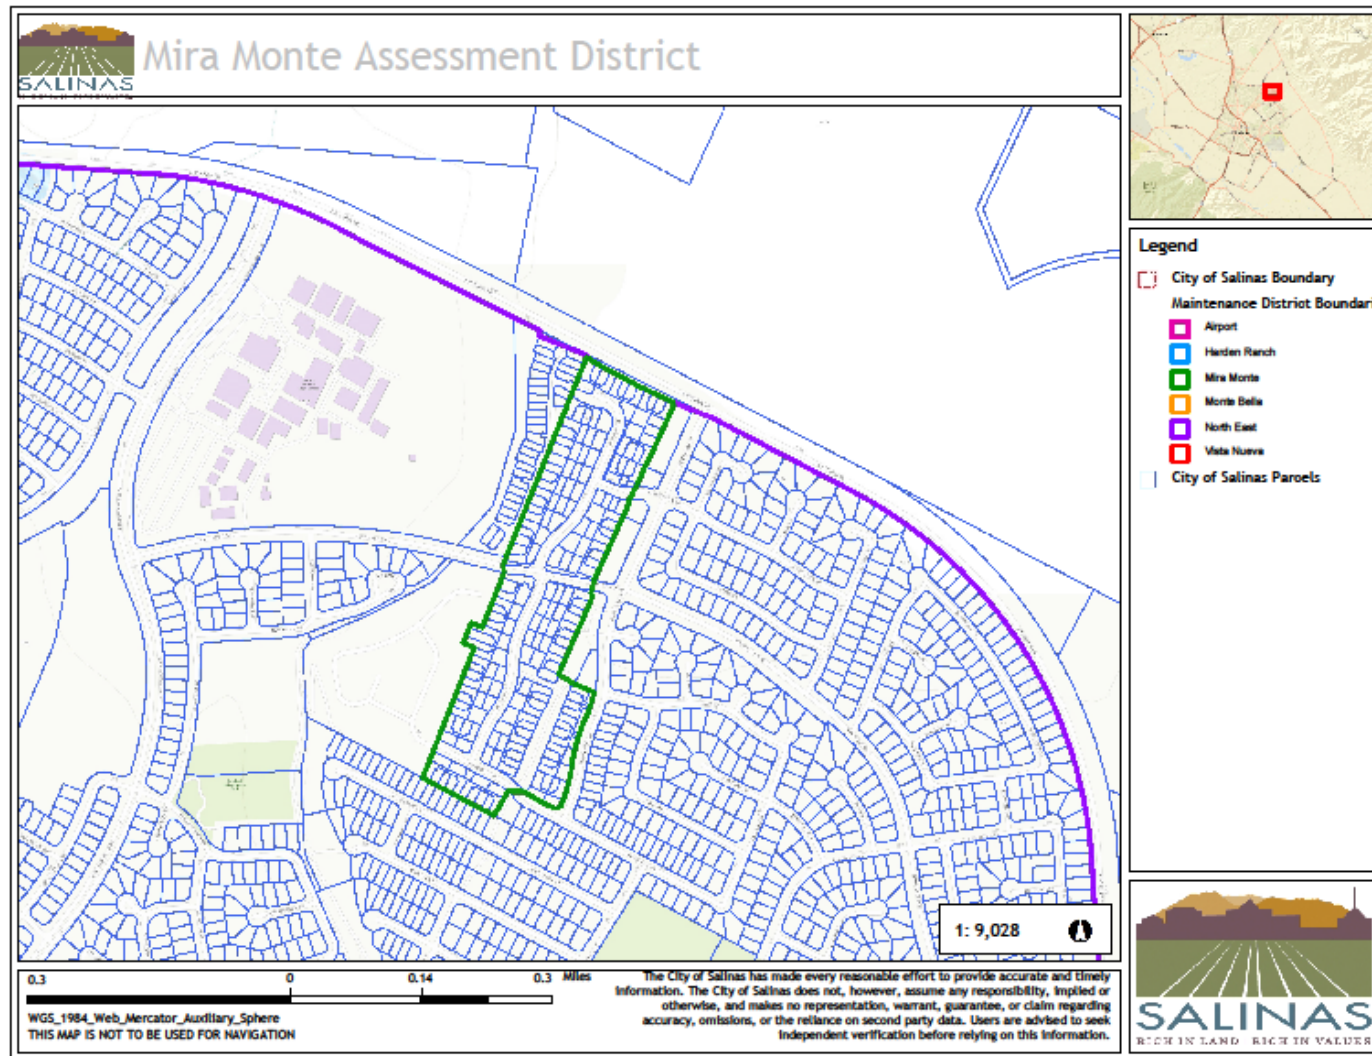 SALINAS
Mira Monte Assessment District
Legend
City of Salinas Boundary
Maintenance District Boundari
Airport
Harden Ranch
Mira Monte
Monte Bella
North East
Vista Nueva
City of Salinas Parcels
1: 9,028
0.3 0 0.14 0.3 Miles
WGS_1984_Web_Mercator_Auxiliary_Sphere
THIS MAP IS NOT TO BE USED FOR NAVIGATION
The City of Salinas has made every reasonable effort to provide accurate and timely
information. The City of Salinas does not, however, assume any responsibility, implied or
otherwise, and makes no representation, warrant, guarantee, or claim regarding
accuracy, omissions, or the reliance on second party data. Users are advised to seek
independent verification before relying on this information.
SALINAS
RICH IN LAND RICH IN VALUES